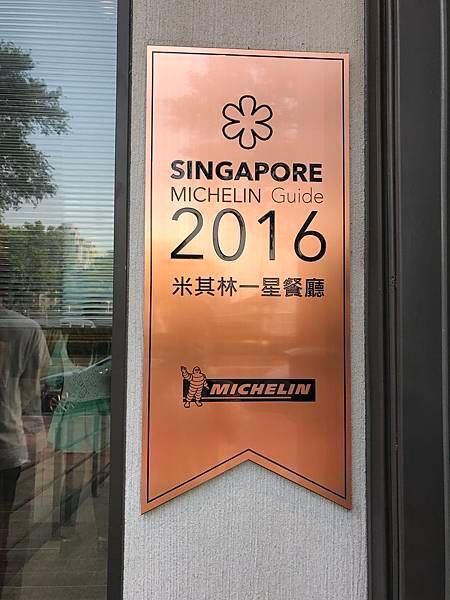 SINGAPORE
MICHELIN Guide
2016
米其林一星餐廳
MICHELIN